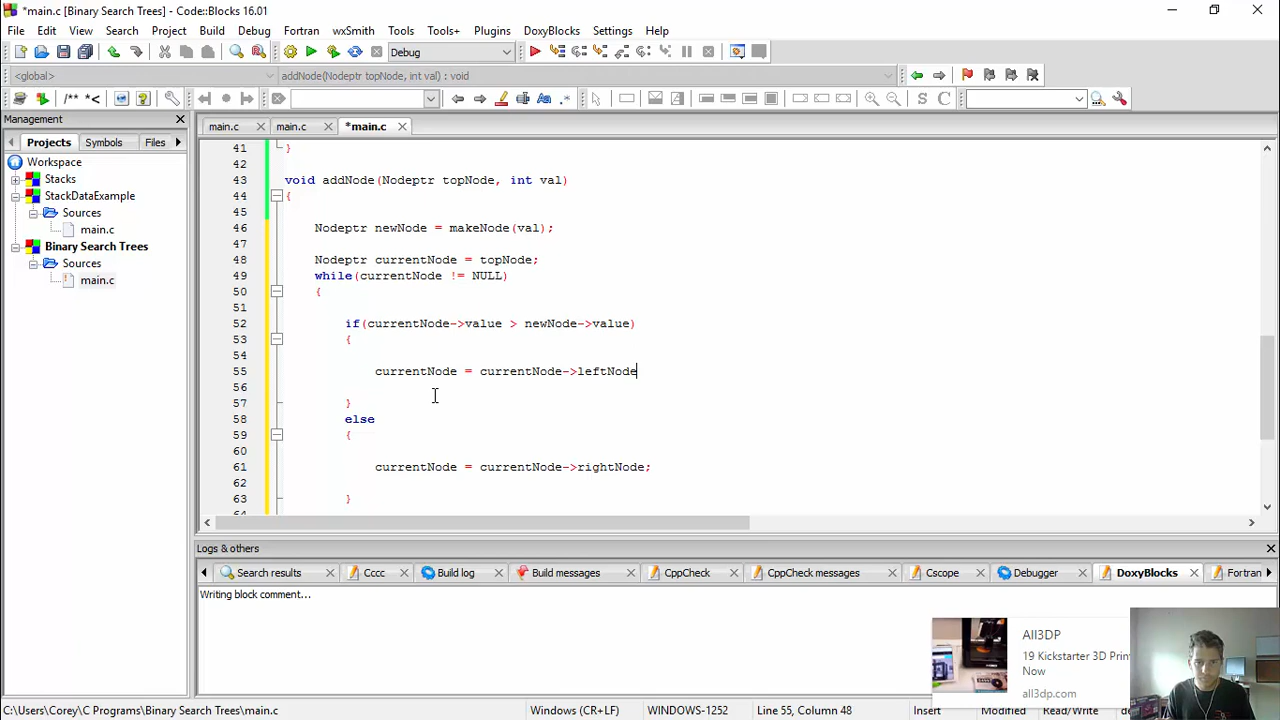 *main.c [Binary Search Trees] - Code::Blocks 16.01
File Edit View Search Project Build Debug Fortran wxSmith Tools Tools+ Plugins DoxyBlocks Settings Help
Debug
<global> addNode(Nodeptr topNode, int val) : void
/** *<
S C
Management
Projects Symbols Files
main.c main.c *main.c
Workspace
Stacks
StackDataExample
Sources
main.c
Binary Search Trees
Sources
main.c
41 }
42
43 void addNode(Nodeptr topNode, int val)
44 {
45
46 Nodeptr newNode = makeNode(val);
47
48 Nodeptr currentNode = topNode;
49 while(currentNode != NULL)
50 {
51
52 if(currentNode->value > newNode->value)
53 {
54
55 currentNode = currentNode->leftNode
56
57 }
58 else
59 {
60
61 currentNode = currentNode->rightNode;
62
63 }
Logs & others
Search results Cccc Build log Build messages CppCheck CppCheck messages Cscope Debugger DoxyBlocks Fortran
Writing block comment...
All3DP
19 Kickstarter 3D Print
Now
all3dp.com
C:\Users\Corey\C Programs\Binary Search Trees\main.c Windows (CR+LF) WINDOWS-1252 Line 55, Column 48 Insert Modified Read/Write